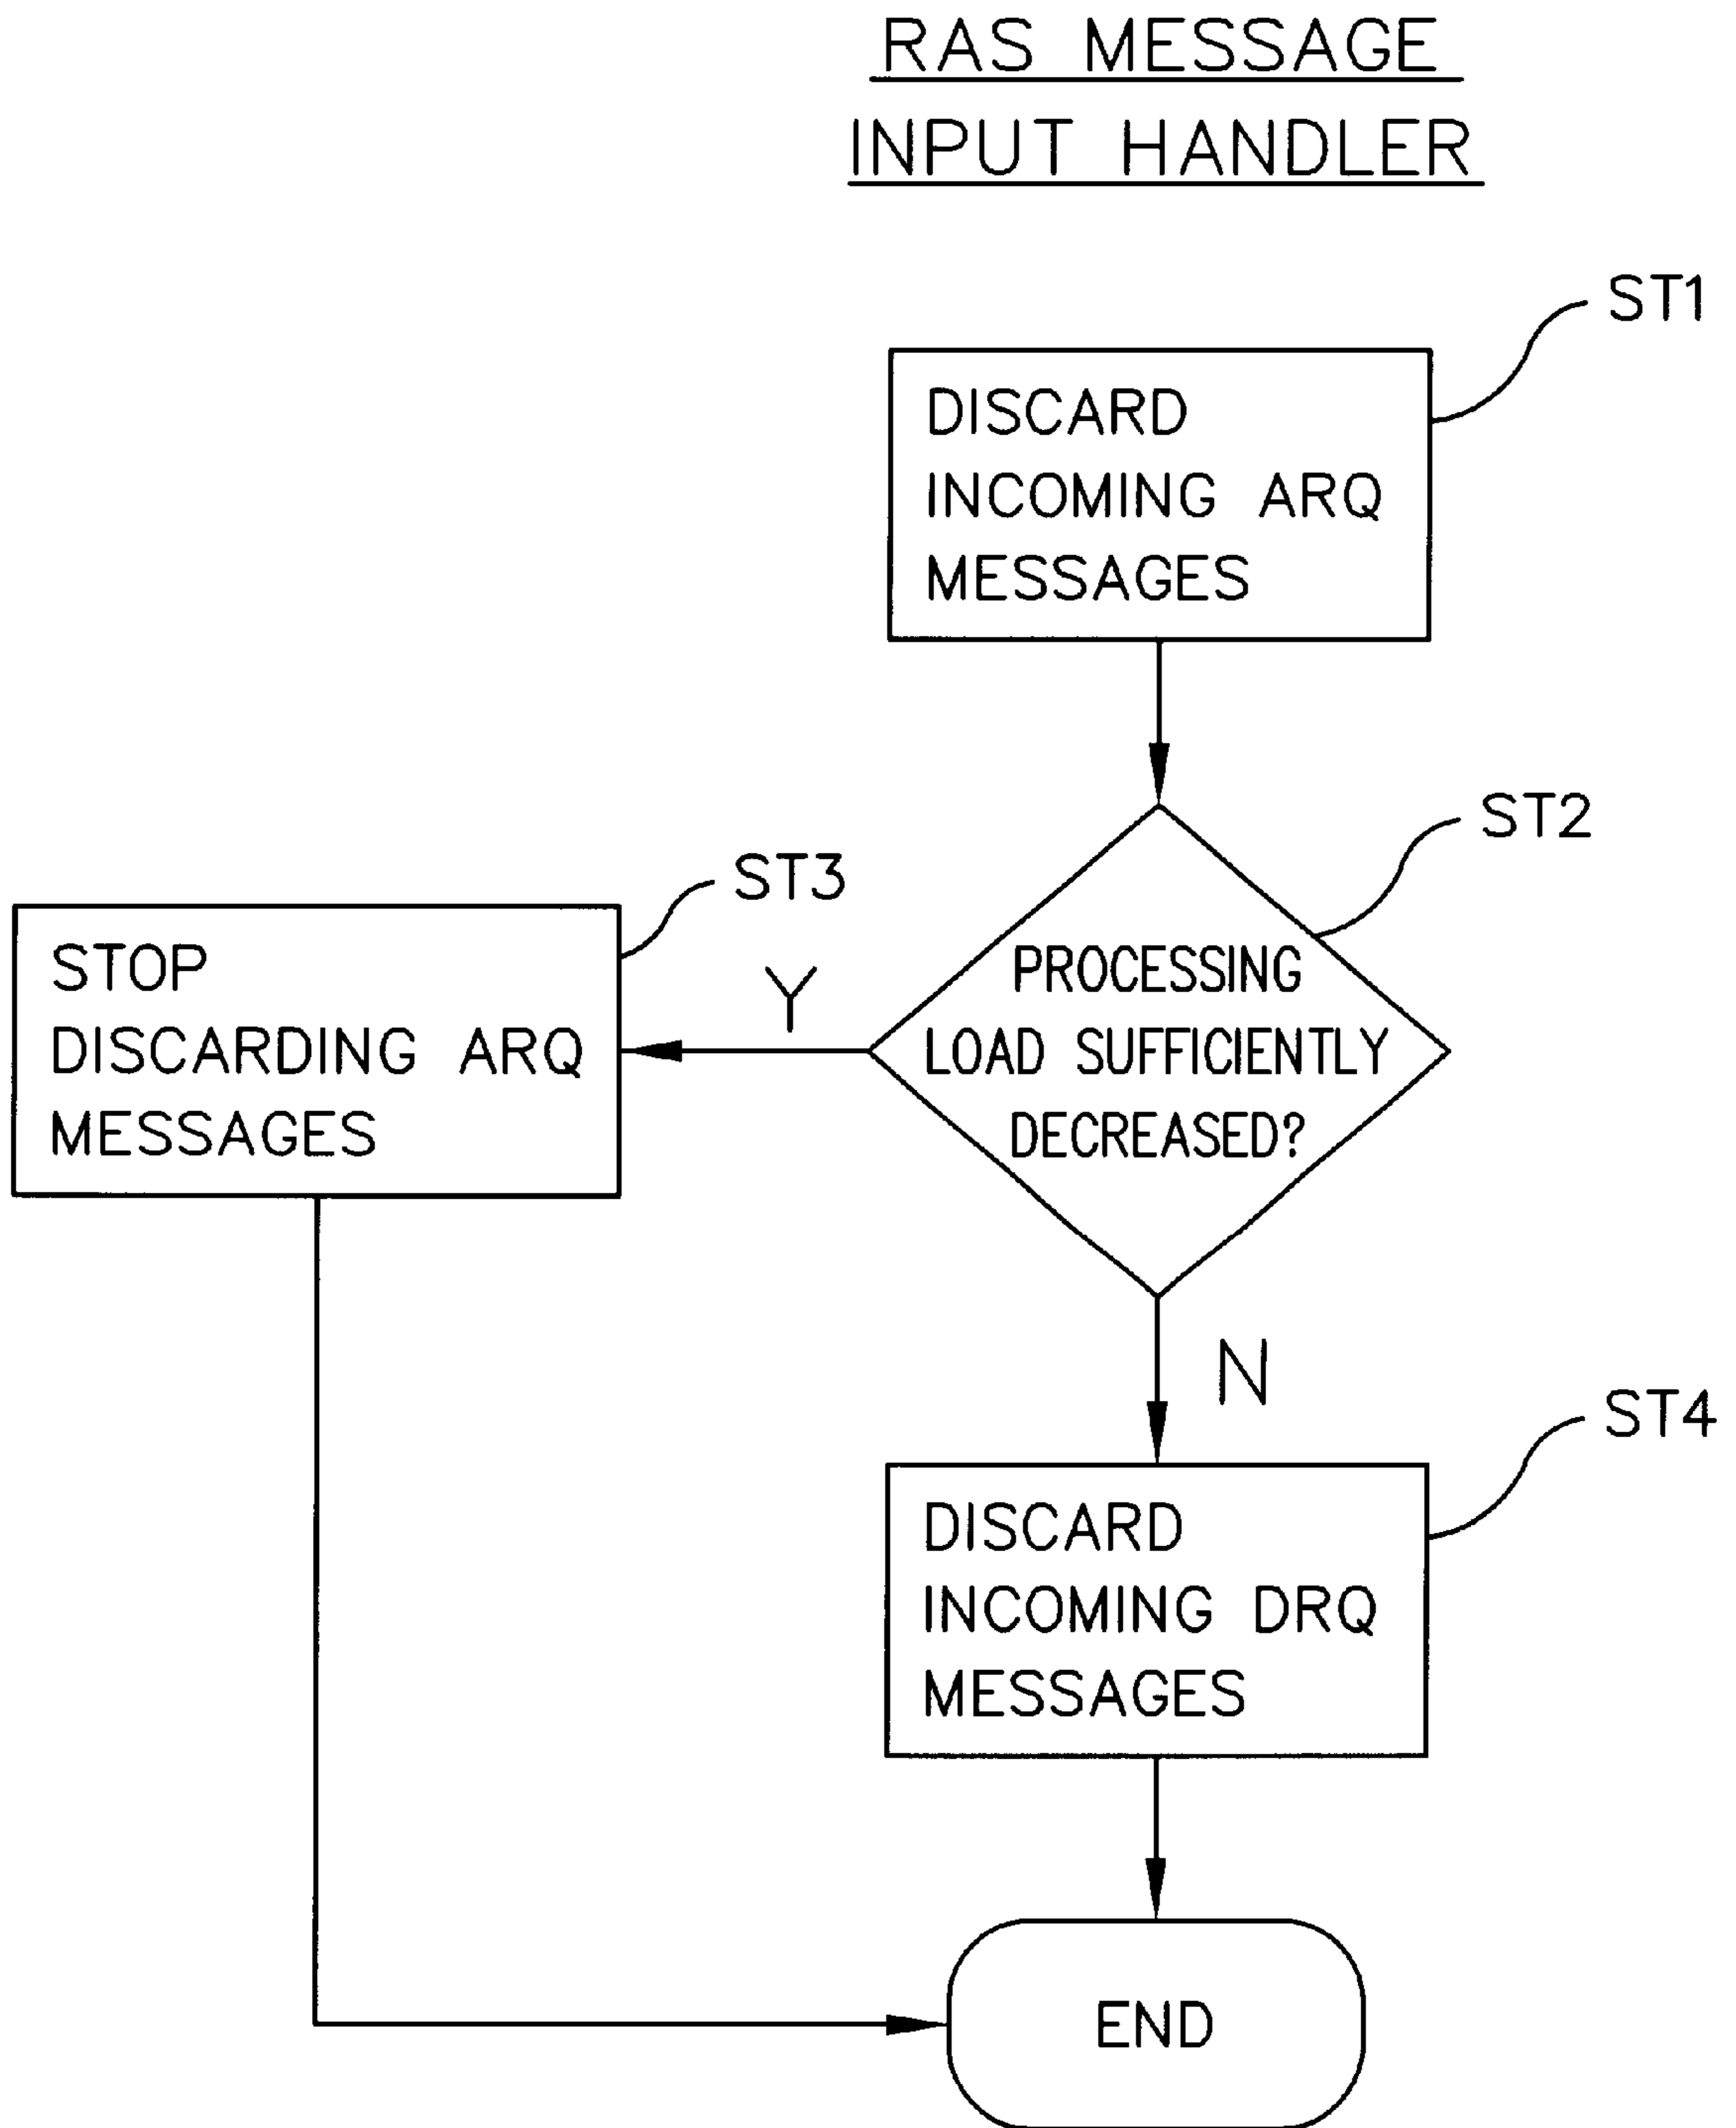 RAS MESSAGE
INPUT HANDLER
ST1
DISCARD
INCOMING ARQ
MESSAGES
ST2
PROCESSING
LOAD SUFFICIENTLY
DECREASED?
Y
ST3
STOP
DISCARDING ARQ
MESSAGES
N
ST4
DISCARD
INCOMING DRQ
MESSAGES
END